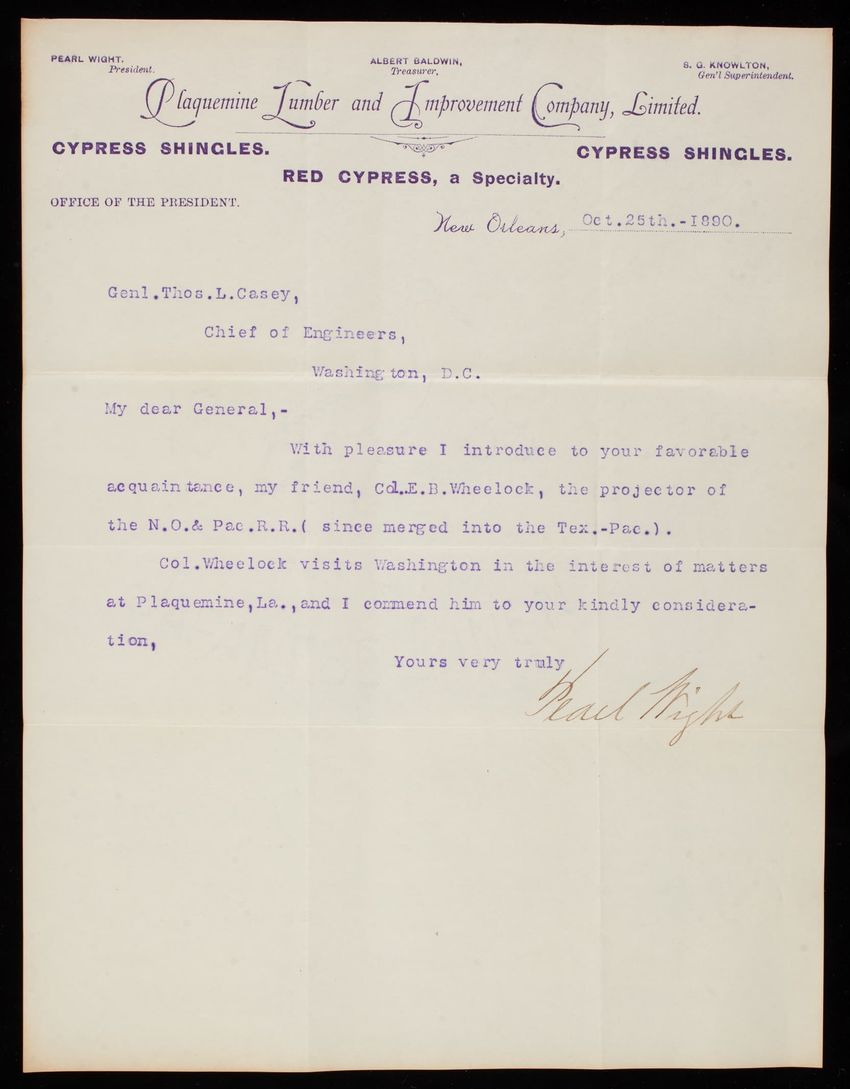 PEARL WIGHT. ALBERT BALDWIN, S. G. KNOWLTON,
President. Treasurer, Gen'l Superintendent.
Plaquemine Lumber and Improvement Company, Limited.
CYPRESS SHINGLES. CYPRESS SHINGLES.
RED CYPRESS, a Specialty.
OFFICE OF THE PRESIDENT.
New Orleans, Oct.25th.-1890.
Genl.Thos.L.Casey,
Chief of Engineers,
Washington, D.C.
My dear General,-
With pleasure I introduce to your favorable
acquaintance, my friend, Col.E.B.Wheelock, the projector of
the N.O.& Pac.R.R.( since merged into the Tex.-Pac.).
Col.Wheelock visits Washington in the interest of matters
at Plaquemine,La.,and I commend him to your kindly considera-
tion,
Yours very truly
Pearl Wight